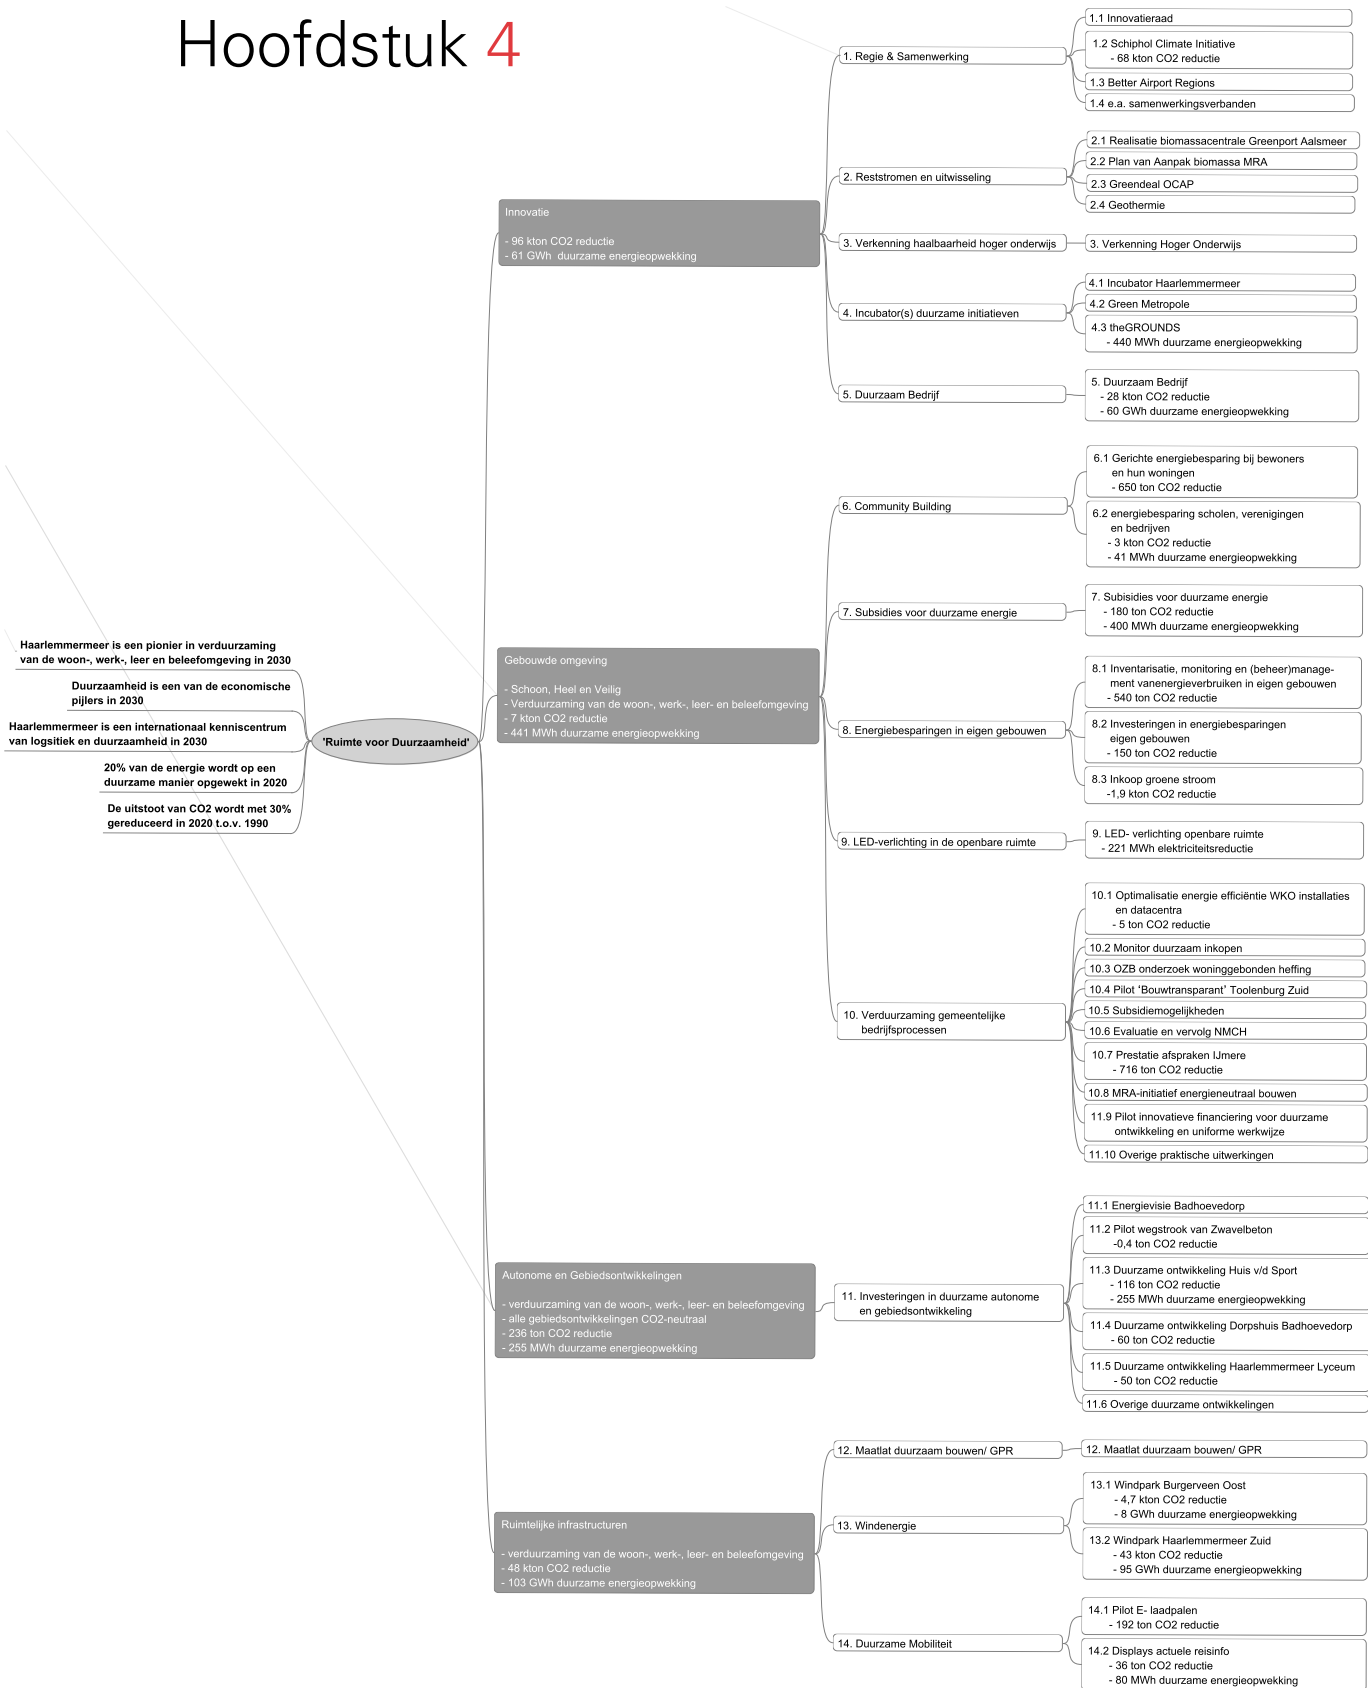 Hoofdstuk 4
Haarlemmermeer is een pionier in verduurzaming
van de woon-, werk-, leer en beleefomgeving in 2030
Duurzaamheid is een van de economische
pijlers in 2030
Haarlemmermeer is een internationaal kenniscentrum
van logsitiek en duurzaamheid in 2030
20% van de energie wordt op een
duurzame manier opgewekt in 2020
De uitstoot van CO2 wordt met 30%
gereduceerd in 2020 t.o.v. 1990
'Ruimte voor Duurzaamheid'
Innovatie
- 96 kton CO2 reductie
- 61 GWh duurzame energieopwekking
1. Regie & Samenwerking
1.1 Innovatieraad
1.2 Schiphol Climate Initiative
- 68 kton CO2 reductie
1.3 Better Airport Regions
1.4 e.a. samenwerkingsverbanden
2. Reststromen en uitwisseling
2.1 Realisatie biomassacentrale Greenport Aalsmeer
2.2 Plan van Aanpak biomassa MRA
2.3 Greendeal OCAP
2.4 Geothermie
3. Verkenning haalbaarheid hoger onderwijs
3. Verkenning Hoger Onderwijs
4. Incubator(s) duurzame initiatieven
4.1 Incubator Haarlemmermeer
4.2 Green Metropole
4.3 theGROUNDS
- 440 MWh duurzame energieopwekking
5. Duurzaam Bedrijf
5. Duurzaam Bedrijf
- 28 kton CO2 reductie
- 60 GWh duurzame energieopwekking
Gebouwde omgeving
- Schoon, Heel en Veilig
- Verduurzaming van de woon-, werk-, leer- en beleefomgeving
- 7 kton CO2 reductie
- 441 MWh duurzame energieopwekking
6. Community Building
6.1 Gerichte energiebesparing bij bewoners
en hun woningen
- 650 ton CO2 reductie
6.2 energiebesparing scholen, verenigingen
en bedrijven
- 3 kton CO2 reductie
- 41 MWh duurzame energieopwekking
7. Subsidies voor duurzame energie
7. Subisidies voor duurzame energie
- 180 ton CO2 reductie
- 400 MWh duurzame energieopwekking
8. Energiebesparingen in eigen gebouwen
8.1 Inventarisatie, monitoring en (beheer)manage-
ment vanenergieverbruiken in eigen gebouwen
- 540 ton CO2 reductie
8.2 Investeringen in energiebesparingen
eigen gebouwen
- 150 ton CO2 reductie
8.3 Inkoop groene stroom
-1,9 kton CO2 reductie
9. LED-verlichting in de openbare ruimte
9. LED- verlichting openbare ruimte
- 221 MWh elektriciteitsreductie
10. Verduurzaming gemeentelijke
bedrijfsprocessen
10.1 Optimalisatie energie efficiëntie WKO installaties
en datacentra
- 5 ton CO2 reductie
10.2 Monitor duurzaam inkopen
10.3 OZB onderzoek woninggebonden heffing
10.4 Pilot ‘Bouwtransparant’ Toolenburg Zuid
10.5 Subsidiemogelijkheden
10.6 Evaluatie en vervolg NMCH
10.7 Prestatie afspraken IJmere
- 716 ton CO2 reductie
10.8 MRA-initiatief energieneutraal bouwen
11.9 Pilot innovatieve financiering voor duurzame
ontwikkeling en uniforme werkwijze
11.10 Overige praktische uitwerkingen
Autonome en Gebiedsontwikkelingen
- verduurzaming van de woon-, werk-, leer- en beleefomgeving
- alle gebiedsontwikkelingen CO2-neutraal
- 236 ton CO2 reductie
- 255 MWh duurzame energieopwekking
11. Investeringen in duurzame autonome
en gebiedsontwikkeling
11.1 Energievisie Badhoevedorp
11.2 Pilot wegstrook van Zwavelbeton
-0,4 ton CO2 reductie
11.3 Duurzame ontwikkeling Huis v/d Sport
- 116 ton CO2 reductie
- 255 MWh duurzame energieopwekking
11.4 Duurzame ontwikkeling Dorpshuis Badhoevedorp
- 60 ton CO2 reductie
11.5 Duurzame ontwikkeling Haarlemmermeer Lyceum
- 50 ton CO2 reductie
11.6 Overige duurzame ontwikkelingen
Ruimtelijke infrastructuren
- verduurzaming van de woon-, werk-, leer- en beleefomgeving
- 48 kton CO2 reductie
- 103 GWh duurzame energieopwekking
12. Maatlat duurzaam bouwen/ GPR
12. Maatlat duurzaam bouwen/ GPR
13. Windenergie
13.1 Windpark Burgerveen Oost
- 4,7 kton CO2 reductie
- 8 GWh duurzame energieopwekking
13.2 Windpark Haarlemmermeer Zuid
- 43 kton CO2 reductie
- 95 GWh duurzame energieopwekking
14. Duurzame Mobiliteit
14.1 Pilot E- laadpalen
- 192 ton CO2 reductie
14.2 Displays actuele reisinfo
- 36 ton CO2 reductie
- 80 MWh duurzame energieopwekking